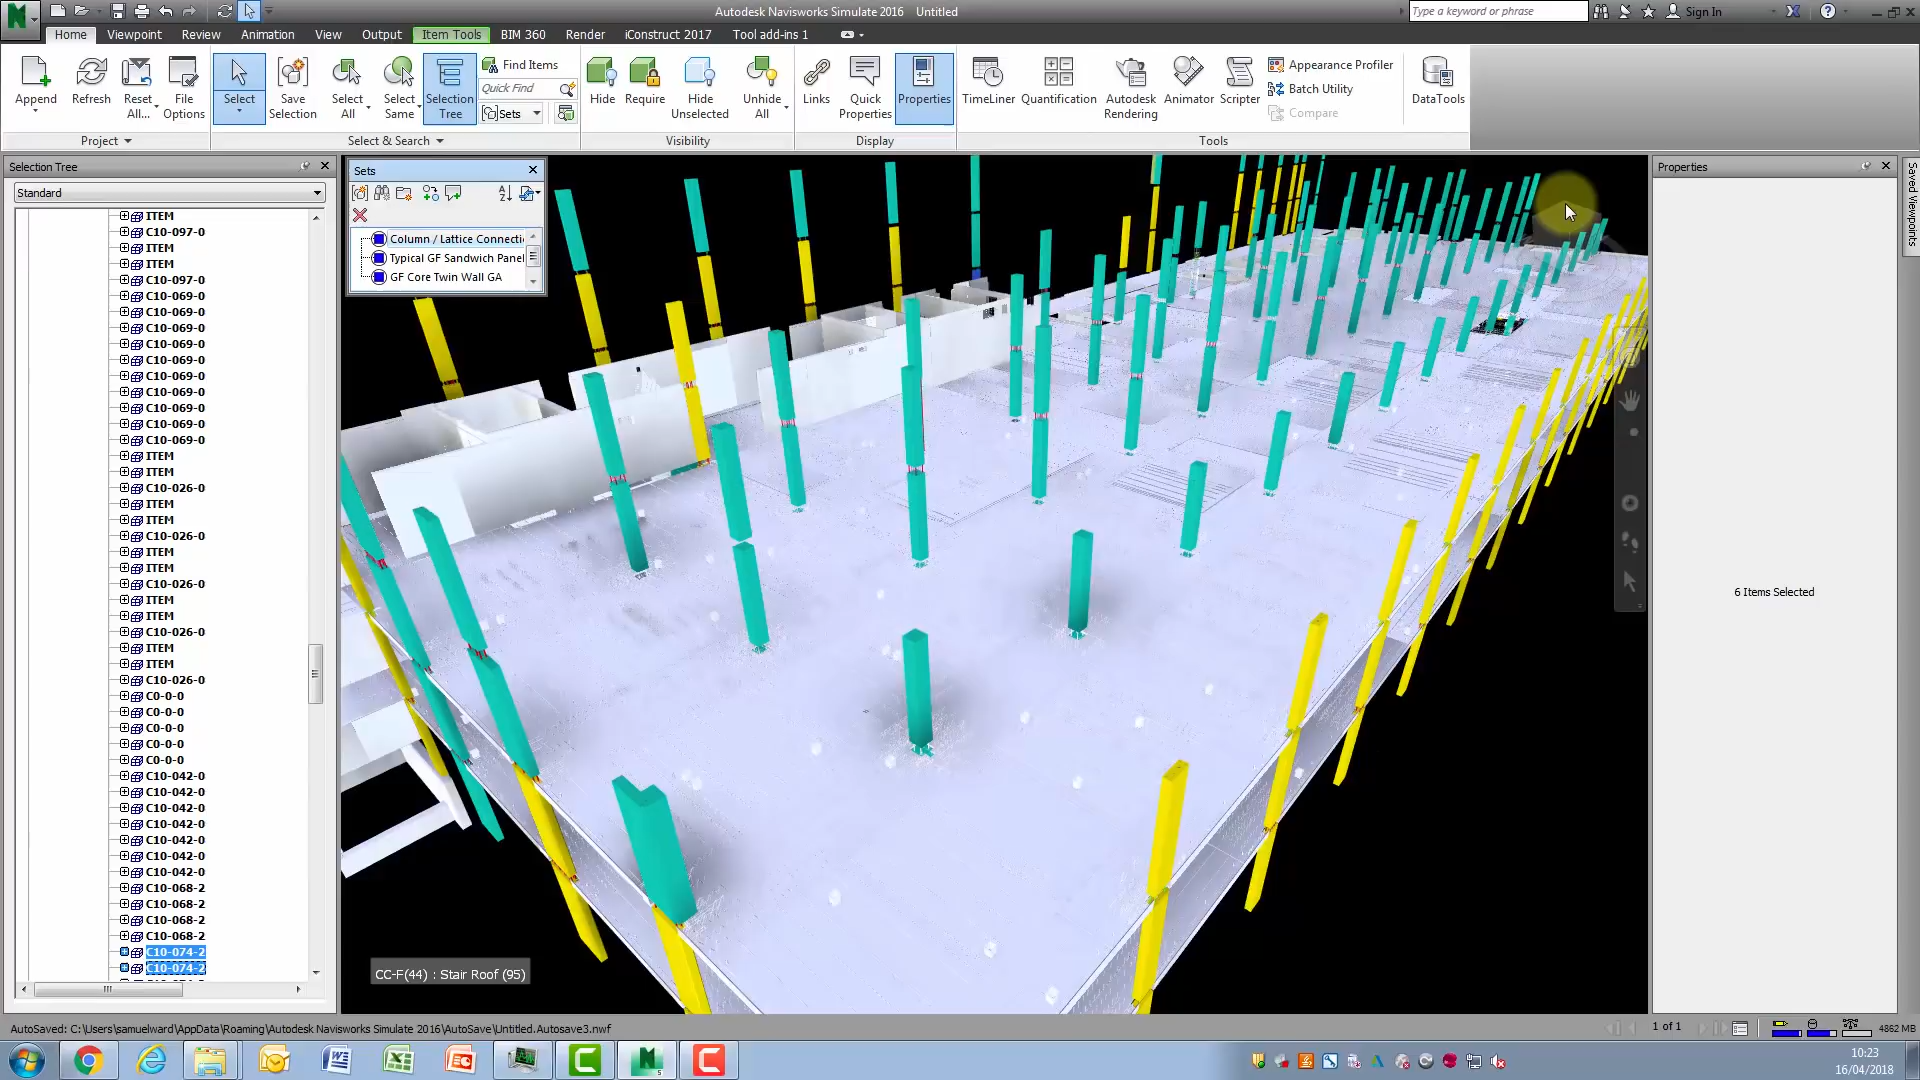 Autodesk Navisworks Simulate 2016 Untitled
Type a keyword or phrase
Sign In
Home Viewpoint Review Animation View Output Item Tools BIM 360 Render iConstruct 2017 Tool add-ins 1
Append
Refresh
Reset All...
File Options
Select
Save Selection
Select All
Select Same
Selection Tree
Find Items
Quick Find
Sets
Hide
Require
Hide Unselected
Unhide All
Links
Quick Properties
Properties
TimeLiner
Quantification
Autodesk Rendering
Animator
Scripter
Appearance Profiler
Batch Utility
Compare
DataTools
Project
Select & Search
Visibility
Display
Tools
Selection Tree
Standard
ITEM
C10-097-0
ITEM
ITEM
C10-097-0
C10-069-0
C10-069-0
C10-069-0
C10-069-0
C10-069-0
C10-069-0
C10-069-0
C10-069-0
C10-069-0
C10-069-0
ITEM
ITEM
C10-026-0
ITEM
ITEM
C10-026-0
ITEM
ITEM
C10-026-0
ITEM
ITEM
C10-026-0
ITEM
ITEM
C10-026-0
C0-0-0
C0-0-0
C0-0-0
C0-0-0
C0-0-0
C10-042-0
C10-042-0
C10-042-0
C10-042-0
C10-042-0
C10-042-0
C10-042-0
C10-068-2
C10-068-2
C10-068-2
C10-068-2
C10-074-2
C10-074-2
Sets
Column / Lattice Connecti
Typical GF Sandwich Panel
GF Core Twin Wall GA
CC-F(44) : Stair Roof (95)
Properties
6 Items Selected
Saved Viewpoints
AutoSaved: C:\Users\samuelward\AppData\Roaming\Autodesk Navisworks Simulate 2016\AutoSave\Untitled.Autosave3.nwf
1 of 1
4862 MB
10:23
16/04/2018